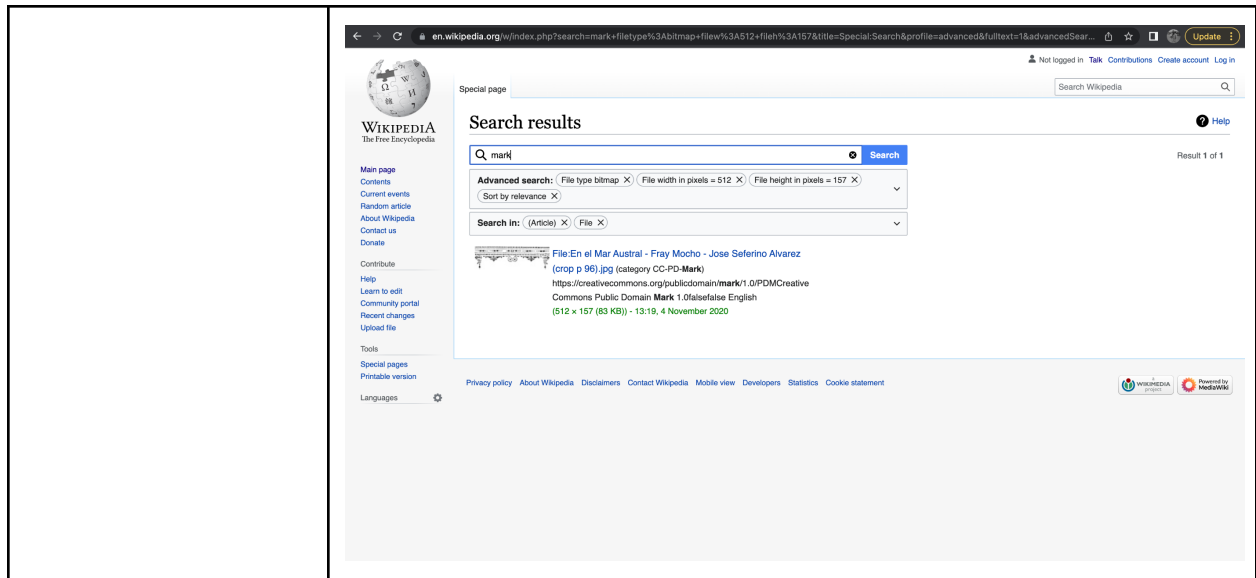 en.wikipedia.org/w/index.php?search=mark+filetype%3Abitmap+filew%3A512+fileh%3A157&title=Special:Search&profile=advanced&fulltext=1&advancedSear...
Update
Not logged in Talk Contributions Create account Log in
Special page
Search Wikipedia
WIKIPEDIA
The Free Encyclopedia
Search results
Help
mark
Search
Result 1 of 1
Advanced search: File type bitmap File width in pixels = 512 File height in pixels = 157
Sort by relevance
Search in: (Article) File
File:En el Mar Austral - Fray Mocho - Jose Seferino Alvarez
(crop p 96).jpg (category CC-PD-Mark)
https://creativecommons.org/publicdomain/mark/1.0/PDMCreative
Commons Public Domain Mark 1.0falsefalse English
(512 × 157 (83 KB)) - 13:19, 4 November 2020
Main page
Contents
Current events
Random article
About Wikipedia
Contact us
Donate
Contribute
Help
Learn to edit
Community portal
Recent changes
Upload file
Tools
Special pages
Printable version
Languages
Privacy policy About Wikipedia Disclaimers Contact Wikipedia Mobile view Developers Statistics Cookie statement
a
WIKIMEDIA
project
Powered by
MediaWiki